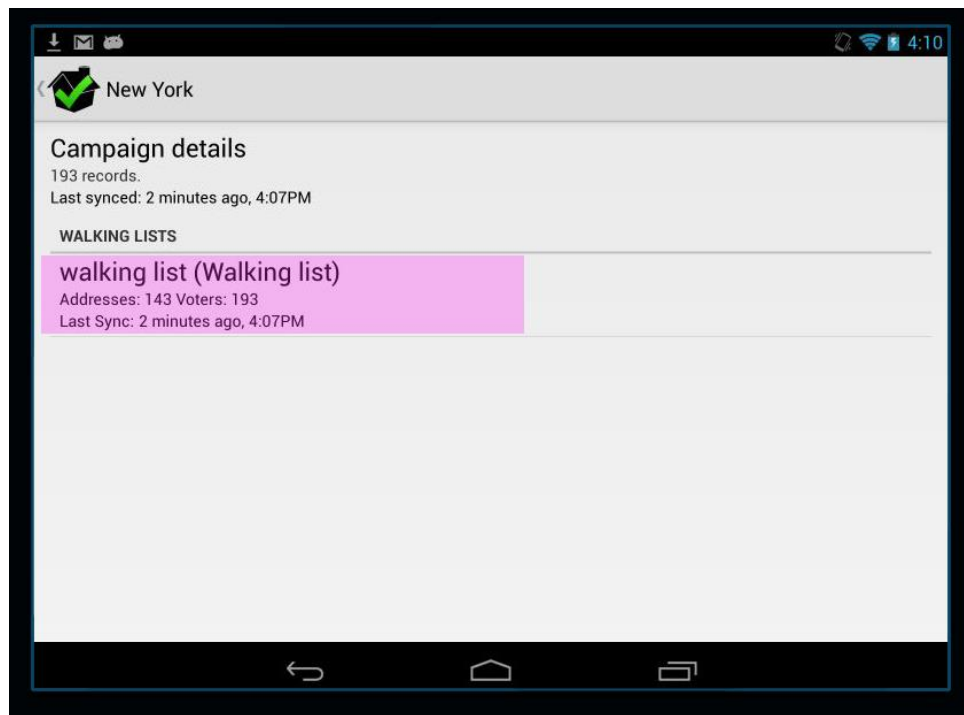 4:10
New York
Campaign details
193 records.
Last synced: 2 minutes ago, 4:07PM
WALKING LISTS
walking list (Walking list)
Addresses: 143 Voters: 193
Last Sync: 2 minutes ago, 4:07PM